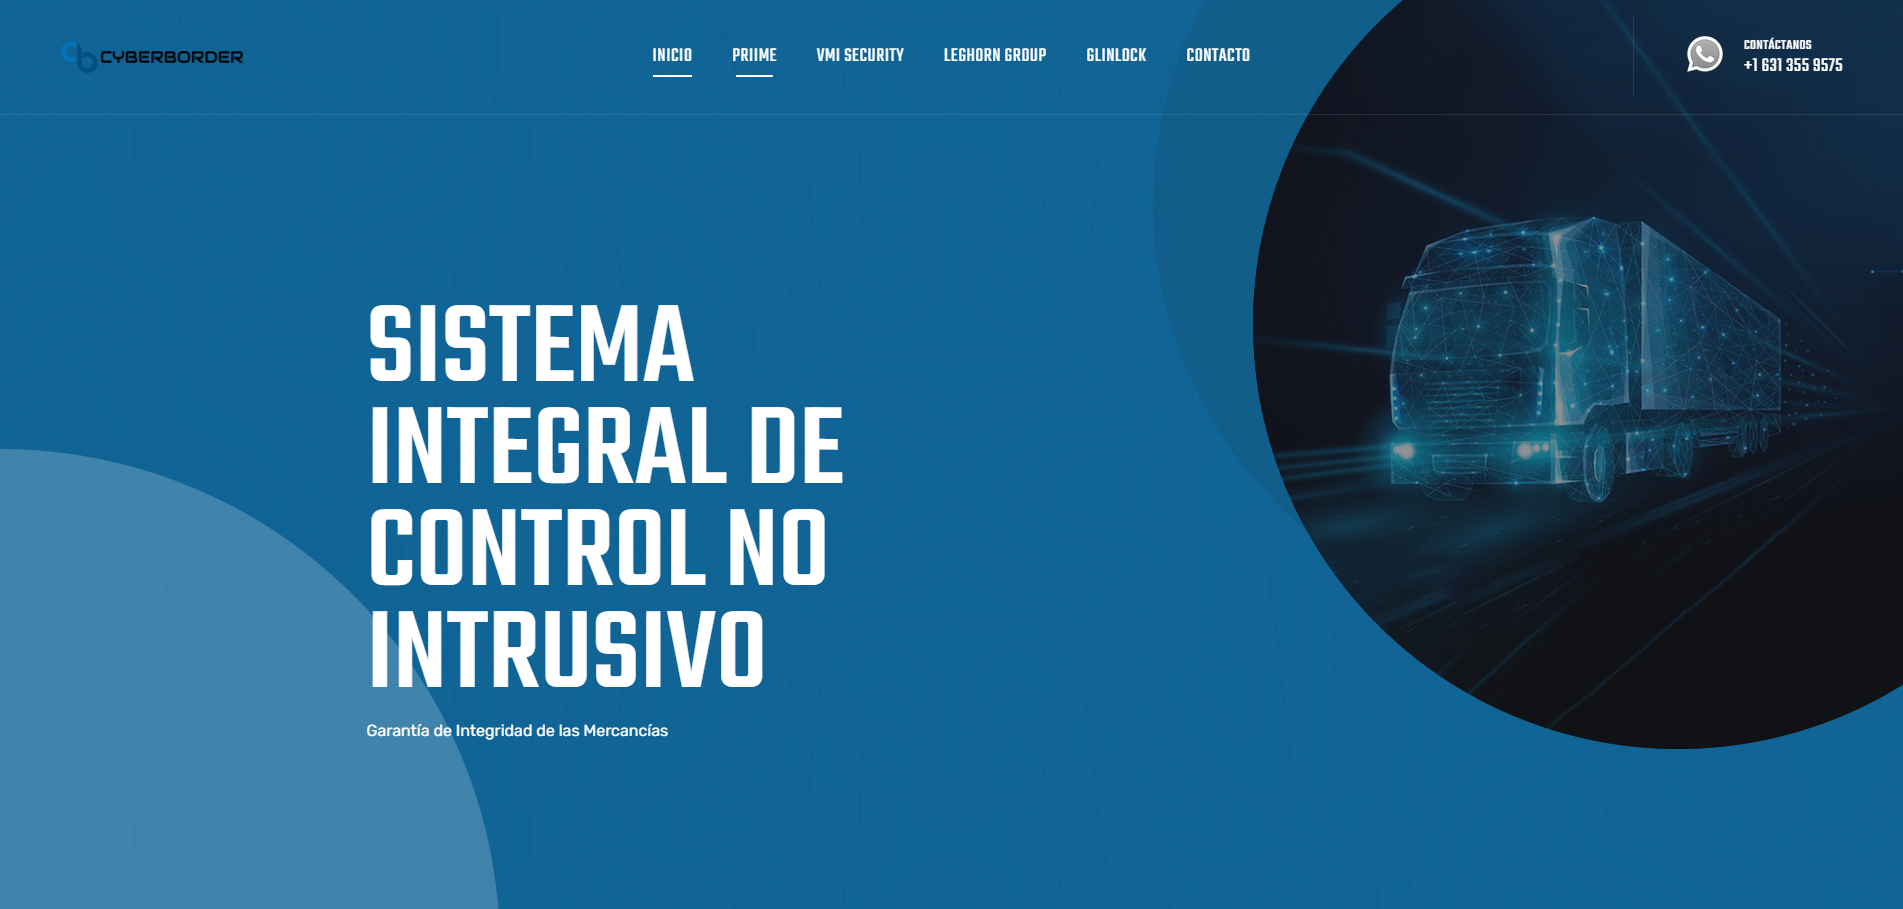 CYBERBORDER
INICIO
PRIIME
VMI SECURITY
LEGHORN GROUP
GLINLOCK
CONTACTO
CONTÁCTANOS
+1 631 355 9575
SISTEMA
INTEGRAL DE
CONTROL NO
INTRUSIVO
Garantía de Integridad de las Mercancías